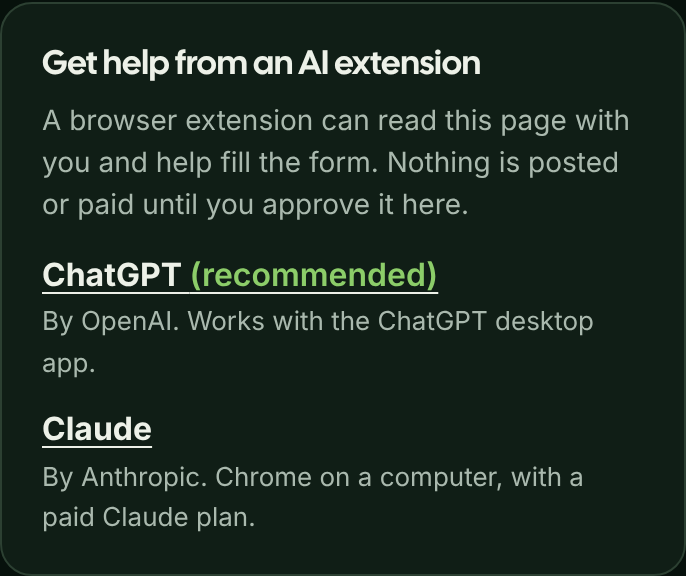 Get help from an AI extension
A browser extension can read this page with
you and help fill the form. Nothing is posted
or paid until you approve it here.
ChatGPT (recommended)
By OpenAI. Works with the ChatGPT desktop
app.
Claude
By Anthropic. Chrome on a computer, with a
paid Claude plan.